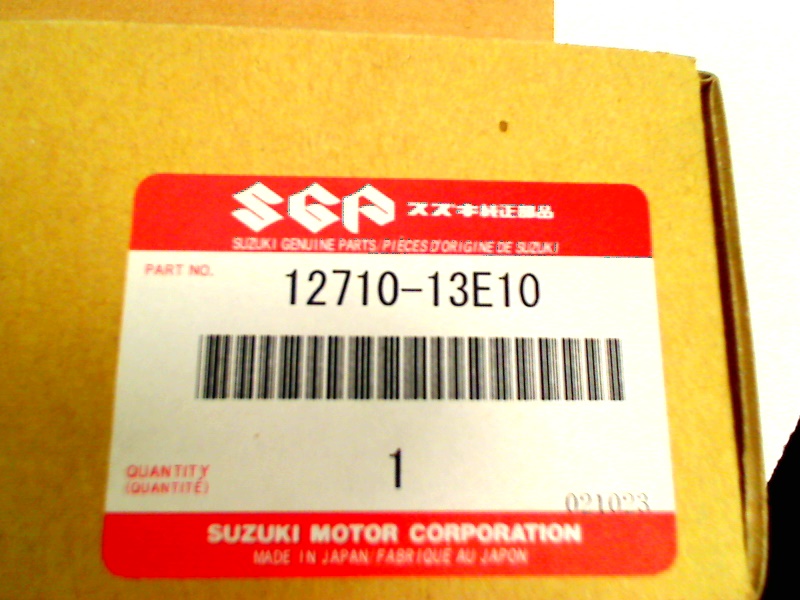 SGP スズキ純正部品
SUZUKI GENUINE PARTS/PIÈCES D'ORIGINE DE SUZUKI
PART NO.
12710-13E10
1
QUANTITY
(QUANTITÉ)
021023
SUZUKI MOTOR CORPORATION
MADE IN JAPAN/FABRIQUÉ AU JAPON